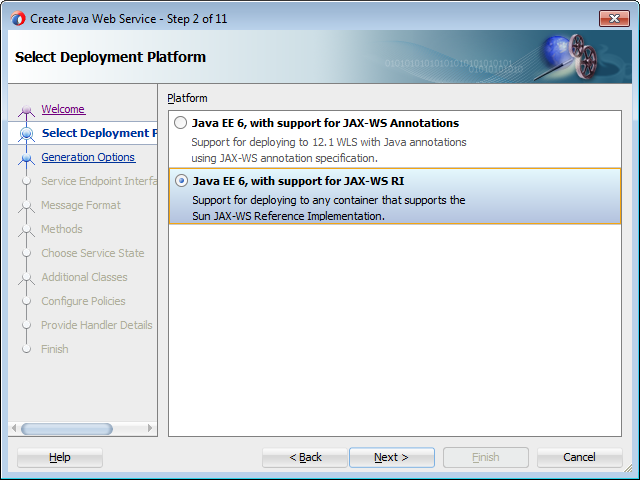 Create Java Web Service - Step 2 of 11
Select Deployment Platform
010101010101010101010101
0101010101
Welcome
Select Deployment P
Generation Options
Service Endpoint Interfa
Message Format
Methods
Choose Service State
Additional Classes
Configure Policies
Provide Handler Details
Finish
Platform
Java EE 6, with support for JAX-WS Annotations
Support for deploying to 12.1 WLS with Java annotations
using JAX-WS annotation specification.
Java EE 6, with support for JAX-WS RI
Support for deploying to any container that supports the
Sun JAX-WS Reference Implementation.
Help
< Back
Next >
Finish
Cancel